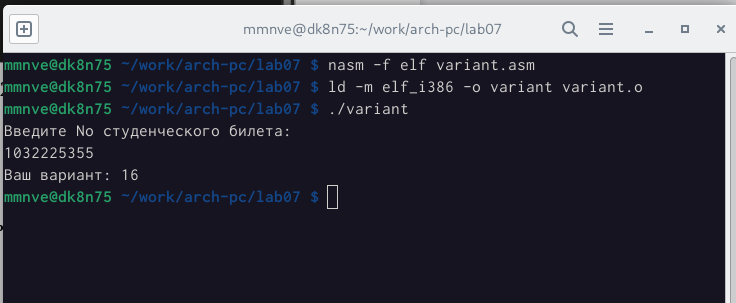 mmnve@dk8n75:~/work/arch-pc/lab07
mmnve@dk8n75 ~/work/arch-pc/lab07 $ nasm -f elf variant.asm
mmnve@dk8n75 ~/work/arch-pc/lab07 $ ld -m elf_i386 -o variant variant.o
mmnve@dk8n75 ~/work/arch-pc/lab07 $ ./variant
Введите No студенческого билета:
1032225355
Ваш вариант: 16
mmnve@dk8n75 ~/work/arch-pc/lab07 $